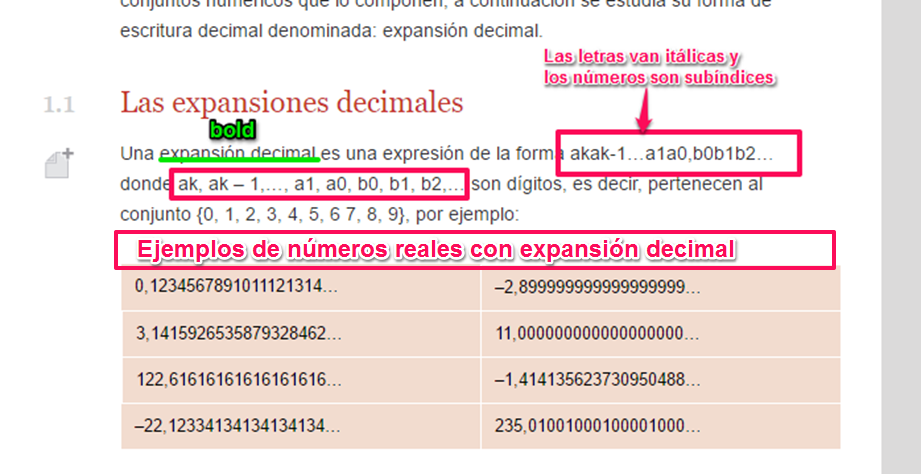 conjuntos numéricos que lo componen, a continuación se estudia su forma de
escritura decimal denominada: expansión decimal.
Las letras van itálicas y
los números son subíndices
1.1 Las expansiones decimales
bold
Una expansión decimal es una expresión de la forma akak-1…a1a0,b0b1b2…
donde ak, ak – 1,…, a1, a0, b0, b1, b2,… son dígitos, es decir, pertenecen al
conjunto {0, 1, 2, 3, 4, 5, 6 7, 8, 9}, por ejemplo:
Ejemplos de números reales con expansión decimal
0,1234567891011121314… –2,899999999999999999…
3,1415926535879328462… 11,000000000000000000…
122,61616161616161616… –1,414135623730950488…
–22,12334134134134134… 235,01001000100001000…